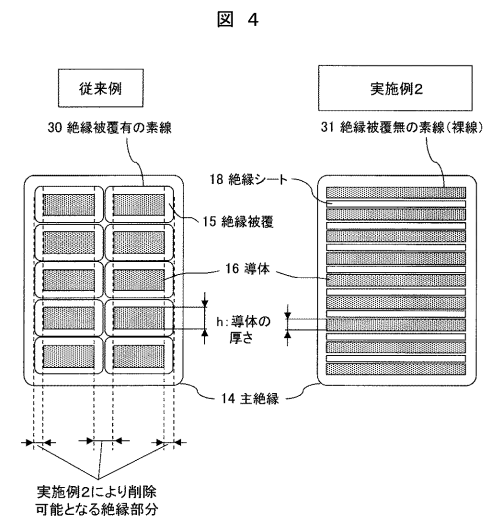 図 4
従来例
実施例2
30 絶縁被覆有の素線
31 絶縁被覆無の素線(裸線)
18 絶縁シート
15 絶縁被覆
16 導体
h:導体の
厚さ
14 主絶縁
実施例2により削除
可能となる絶縁部分